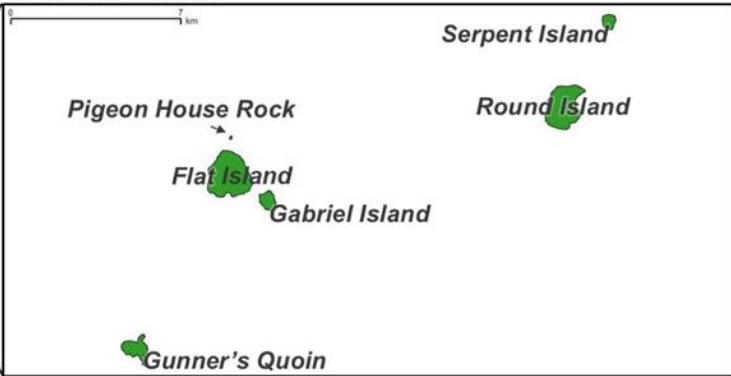 0
7
km
Serpent Island
Round Island
Pigeon House Rock
Flat Island
Gabriel Island
Gunner's Quoin